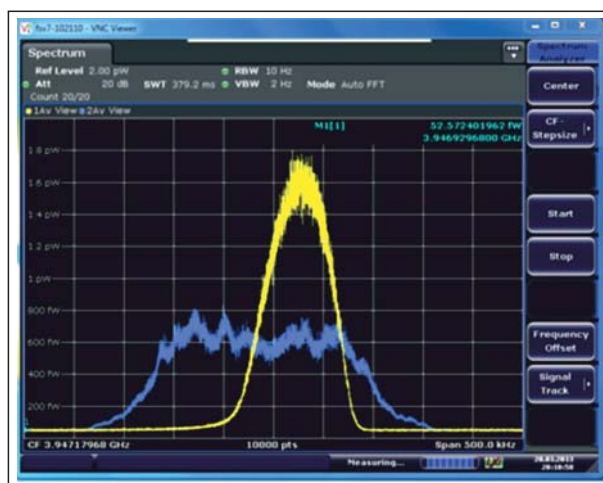 fsv7-102110 - VNC Viewer
Spectrum
Ref Level 2.00 pW RBW 10 Hz
Att 20 dB SWT 379.2 ms VBW 2 Hz Mode Auto FFT
Count 20/20
1Av View 2Av View
M1[1] 52.572401962 fW
3.9469296800 GHz
1.8 pW
1.6 pW
1.4 pW
1.2 pW
1 pW
800 fW
600 fW
400 fW
200 fW
CF 3.94717968 GHz 10000 pts Span 500.0 kHz
Measuring...
20:10:58
Spectrum
Analyzer
Center
CF-
Stepsize
Start
Stop
Frequency
Offset
Signal
Track